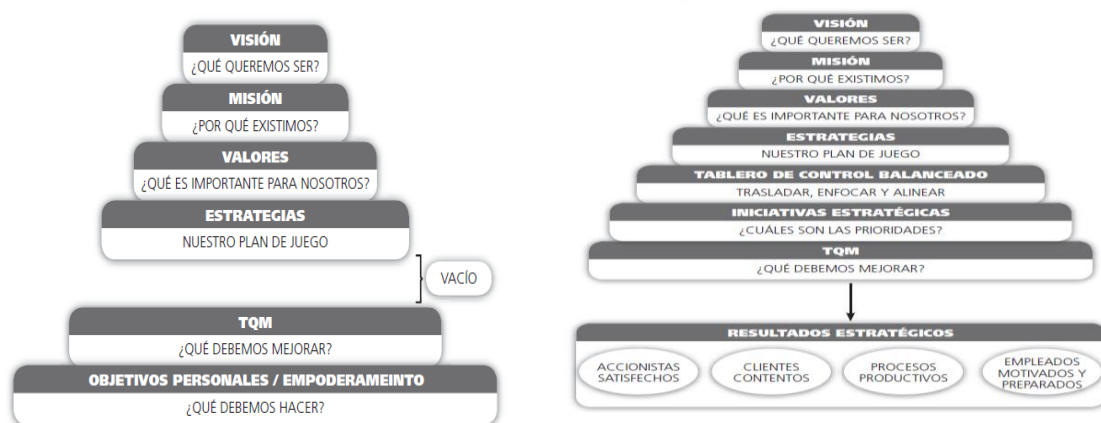 VISIÓN
¿QUÉ QUEREMOS SER?
MISIÓN
¿POR QUÉ EXISTIMOS?
VALORES
¿QUÉ ES IMPORTANTE PARA NOSOTROS?
ESTRATEGIAS
NUESTRO PLAN DE JUEGO
VACÍO
TQM
¿QUÉ DEBEMOS MEJORAR?
OBJETIVOS PERSONALES / EMPODERAMEINTO
¿QUÉ DEBEMOS HACER?
VISIÓN
¿QUÉ QUEREMOS SER?
MISIÓN
¿POR QUÉ EXISTIMOS?
VALORES
¿QUÉ ES IMPORTANTE PARA NOSOTROS?
ESTRATEGIAS
NUESTRO PLAN DE JUEGO
TABLERO DE CONTROL BALANCEADO
TRASLADAR, ENFOCAR Y ALINEAR
INICIATIVAS ESTRATÉGICAS
¿CUÁLES SON LAS PRIORIDADES?
TQM
¿QUÉ DEBEMOS MEJORAR?
RESULTADOS ESTRATÉGICOS
ACCIONISTAS
SATISFECHOS
CLIENTES
CONTENTOS
PROCESOS
PRODUCTIVOS
EMPLEADOS
MOTIVADOS Y
PREPARADOS